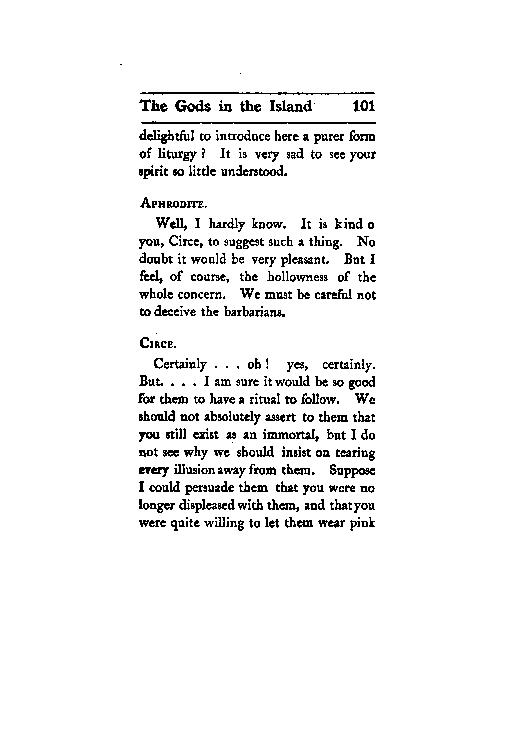 The Gods in the Island 101
delightful to introduce here a purer form
of liturgy? It is very sad to see your
spirit so little understood.
APHRODITE.
Well, I hardly know. It is kind o
you, Circe, to suggest such a thing. No
doubt it would be very pleasant. But I
feel, of course, the hollowness of the
whole concern. We must be careful not
to deceive the barbarians.
CIRCE.
Certainly . . . oh! yes, certainly.
But. . . . I am sure it would be so good
for them to have a ritual to follow. We
should not absolutely assert to them that
you still exist as an immortal, but I do
not see why we should insist on tearing
every illusion away from them. Suppose
I could persuade them that you were no
longer displeased with them, and that you
were quite willing to let them wear pink